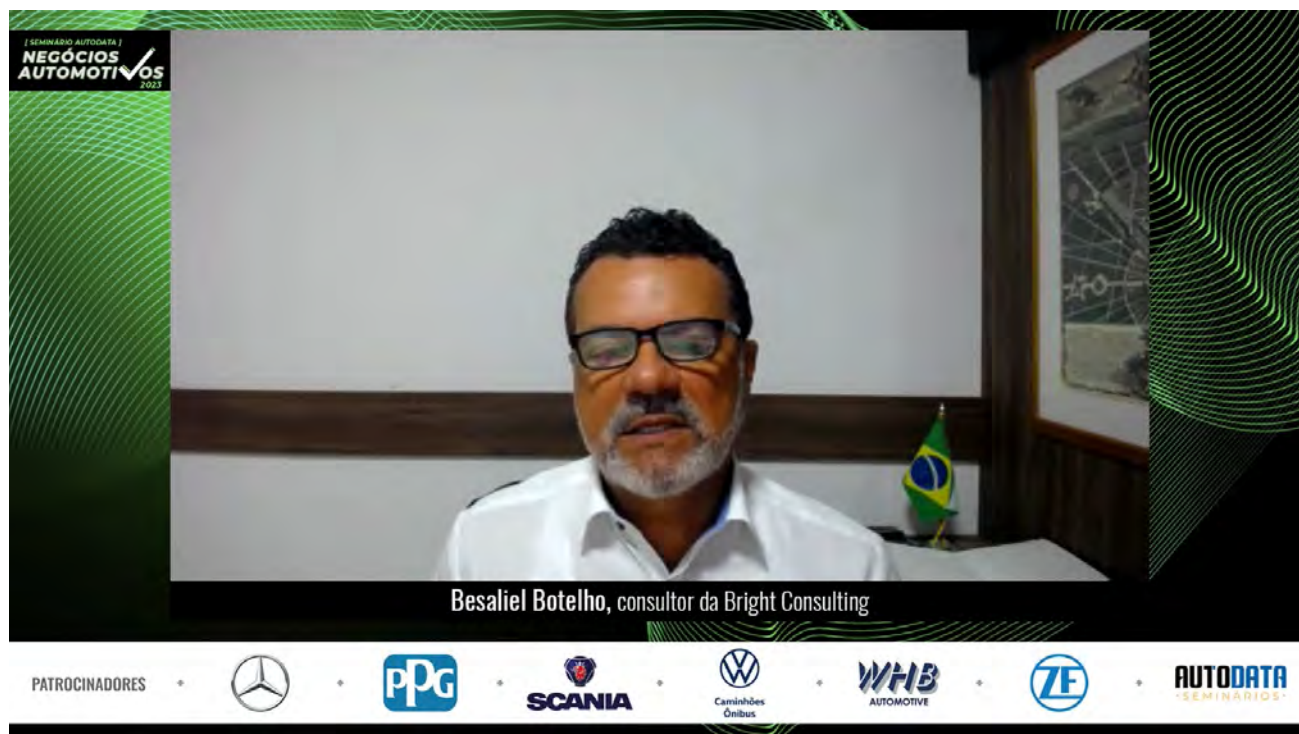 [ SEMINÁRIO AUTODATA ]
NEGÓCIOS
AUTOMOTIVOS
2023
Besaliel Botelho, consultor da Bright Consulting
PATROCINADORES
PPG
SCANIA
Caminhões
Ônibus
WHB
AUTOMOTIVE
ZF
AUTODATA
•SEMINÁRIOS•